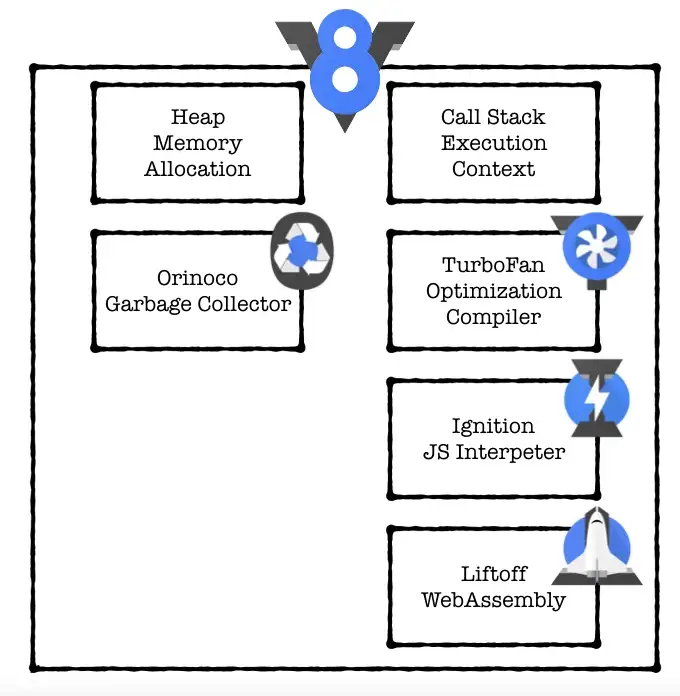 8
Heap
Memory
Allocation
Call Stack
Execution
Context
Orinoco
Garbage Collector
TurboFan
Optimization
Compiler
Ignition
JS Interpeter
Liftoff
WebAssembly